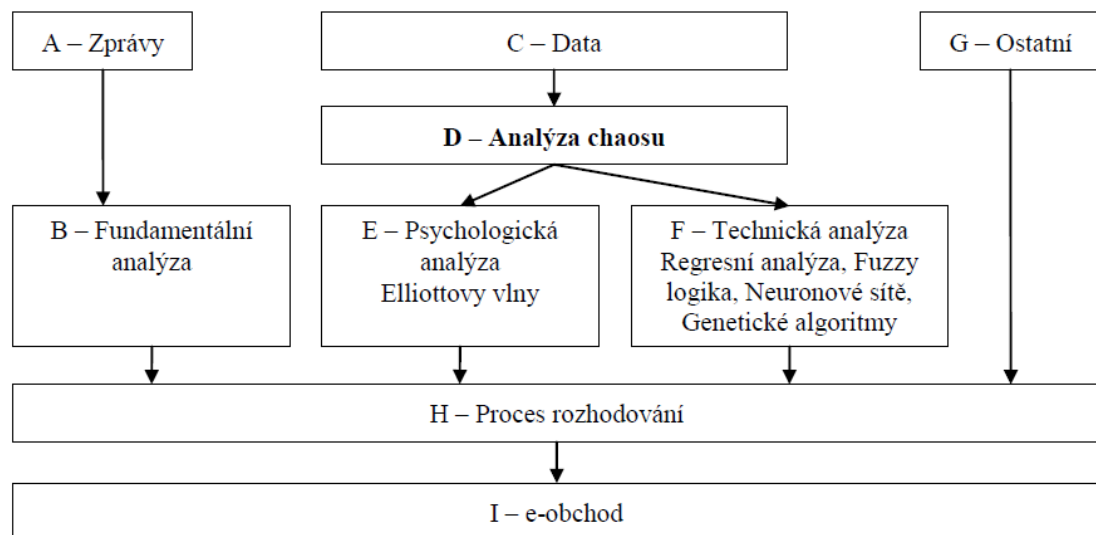 A – Zprávy
C – Data
G – Ostatní
D – Analýza chaosu
B – Fundamentální
analýza
E – Psychologická
analýza
Elliottovy vlny
F – Technická analýza
Regresní analýza, Fuzzy
logika, Neuronové sítě,
Genetické algoritmy
H – Proces rozhodování
I – e-obchod